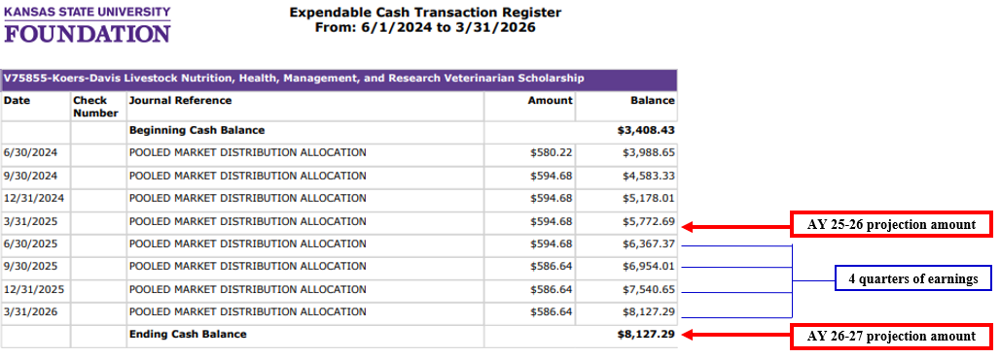 KANSAS STATE UNIVERSITY
FOUNDATION
Expendable Cash Transaction Register
From: 6/1/2024 to 3/31/2026
V75855-Koers-Davis Livestock Nutrition, Health, Management, and Research Veterinarian Scholarship
Date Check Number Journal Reference Amount Balance
Beginning Cash Balance $3,408.43
6/30/2024 POOLED MARKET DISTRIBUTION ALLOCATION $580.22 $3,988.65
9/30/2024 POOLED MARKET DISTRIBUTION ALLOCATION $594.68 $4,583.33
12/31/2024 POOLED MARKET DISTRIBUTION ALLOCATION $594.68 $5,178.01
3/31/2025 POOLED MARKET DISTRIBUTION ALLOCATION $594.68 $5,772.69 AY 25-26 projection amount
6/30/2025 POOLED MARKET DISTRIBUTION ALLOCATION $594.68 $6,367.37
9/30/2025 POOLED MARKET DISTRIBUTION ALLOCATION $586.64 $6,954.01 4 quarters of earnings
12/31/2025 POOLED MARKET DISTRIBUTION ALLOCATION $586.64 $7,540.65
3/31/2026 POOLED MARKET DISTRIBUTION ALLOCATION $586.64 $8,127.29
Ending Cash Balance $8,127.29 AY 26-27 projection amount